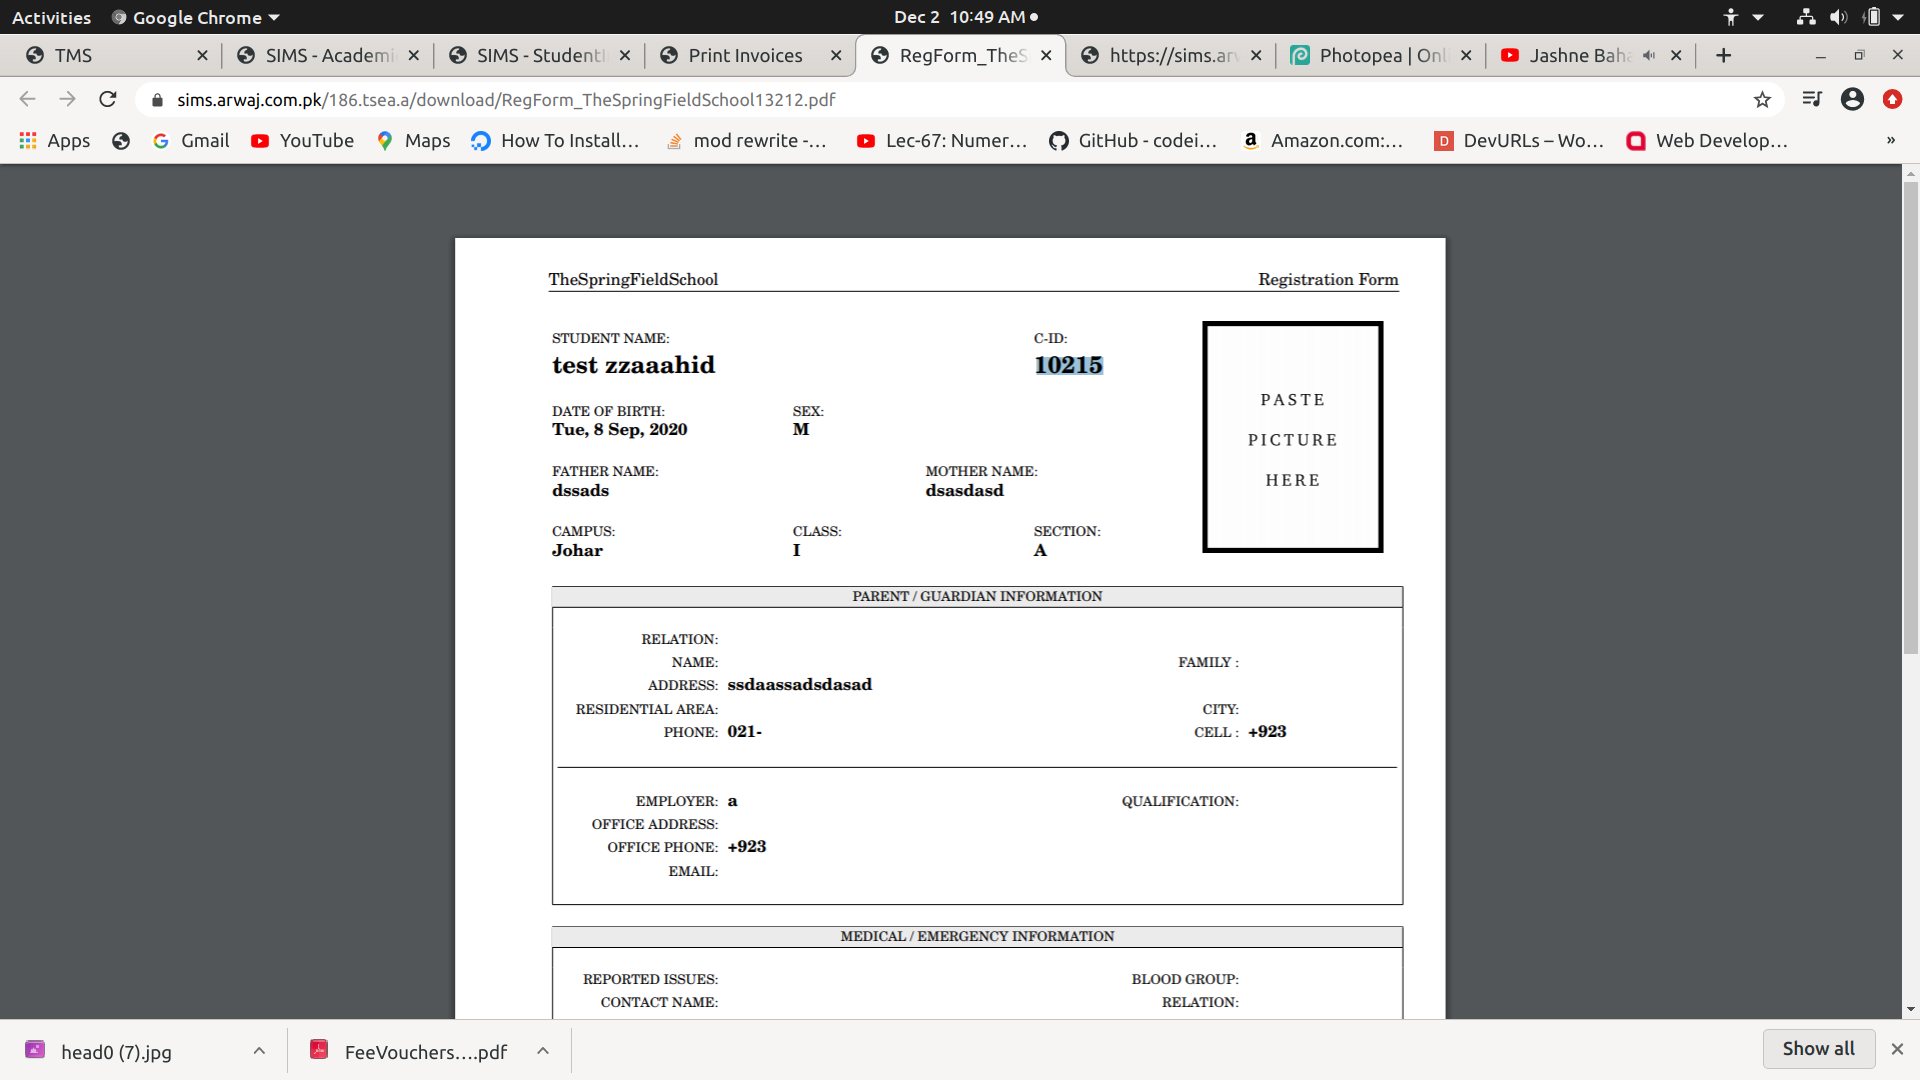 Activities Google Chrome Dec 2 10:49 AM
TMS SIMS - Academi SIMS - Studenti Print Invoices RegForm_TheS https://sims.arw Photopea | Onli Jashne Baha
sims.arwaj.com.pk/186.tsea.a/download/RegForm_TheSpringFieldSchool13212.pdf
Apps Gmail YouTube Maps How To Install... mod rewrite -... Lec-67: Numer... GitHub - codei... Amazon.com:... DevURLs – Wo... Web Develop... »
TheSpringFieldSchool Registration Form
STUDENT NAME: C-ID:
test zzaaahid 10215
PASTE
PICTURE
HERE
DATE OF BIRTH: SEX:
Tue, 8 Sep, 2020 M
FATHER NAME: MOTHER NAME:
dssads dsasdasd
CAMPUS: CLASS: SECTION:
Johar I A
PARENT / GUARDIAN INFORMATION
RELATION:
NAME: FAMILY :
ADDRESS: ssdaassadsdasad
RESIDENTIAL AREA: CITY:
PHONE: 021- CELL : +923
EMPLOYER: a QUALIFICATION:
OFFICE ADDRESS:
OFFICE PHONE: +923
EMAIL:
MEDICAL / EMERGENCY INFORMATION
REPORTED ISSUES: BLOOD GROUP:
CONTACT NAME: RELATION:
head0 (7).jpg FeeVouchers....pdf Show all